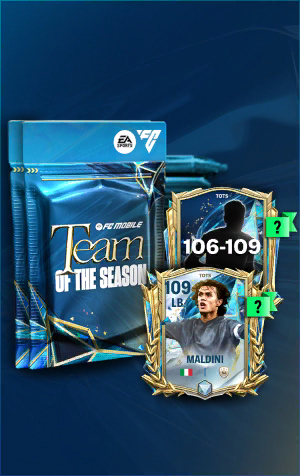 EA
SPORTS
FC
FC MOBILE
Team
OF THE SEASON
TOTS
106-109
?
TOTS
109
LB
?
MALDINI